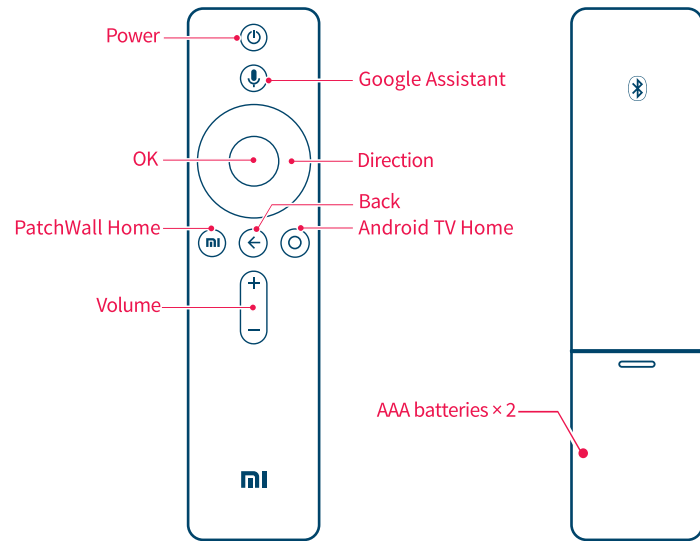 Power
Google Assistant
OK
Direction
Back
PatchWall Home
Android TV Home
Volume
AAA batteries × 2
mi